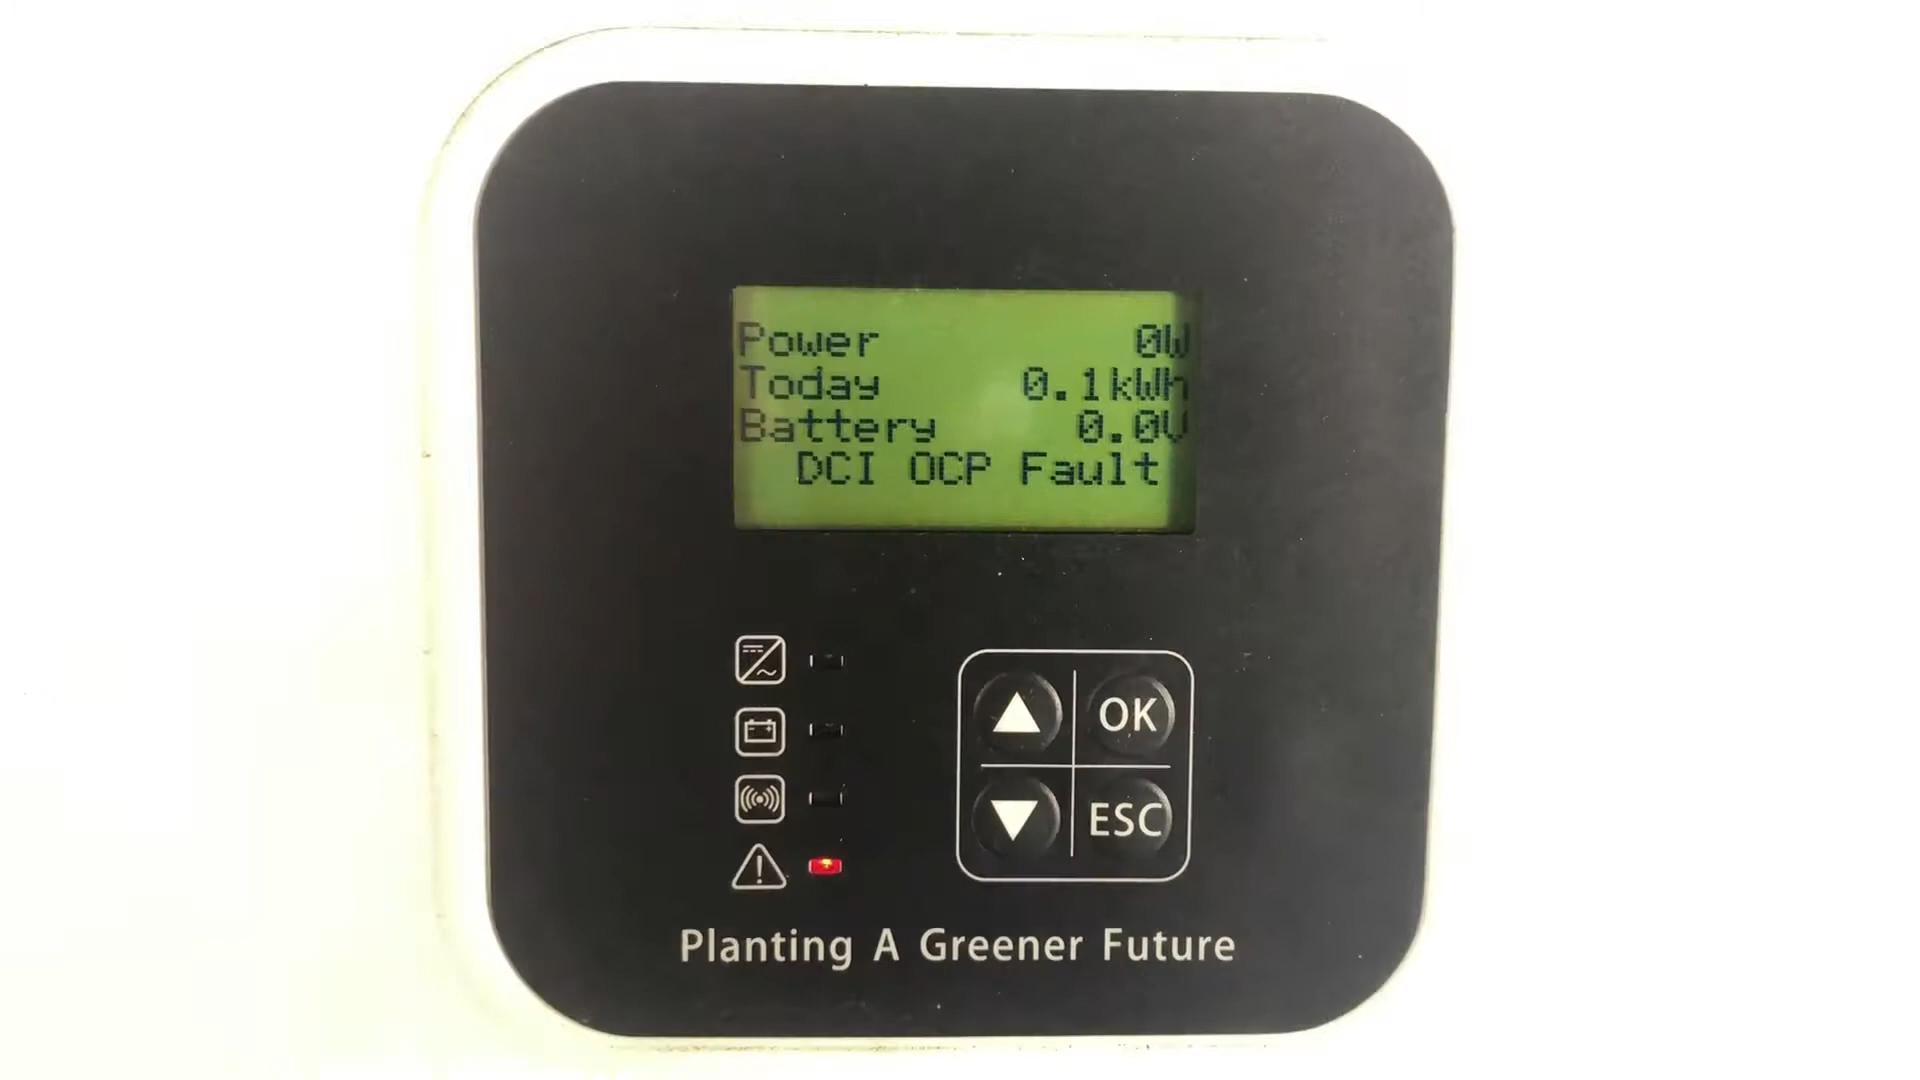 Power 0W
Today 0.1kWh
Battery 0.0V
DCI OCP Fault
OK
ESC
Planting A Greener Future